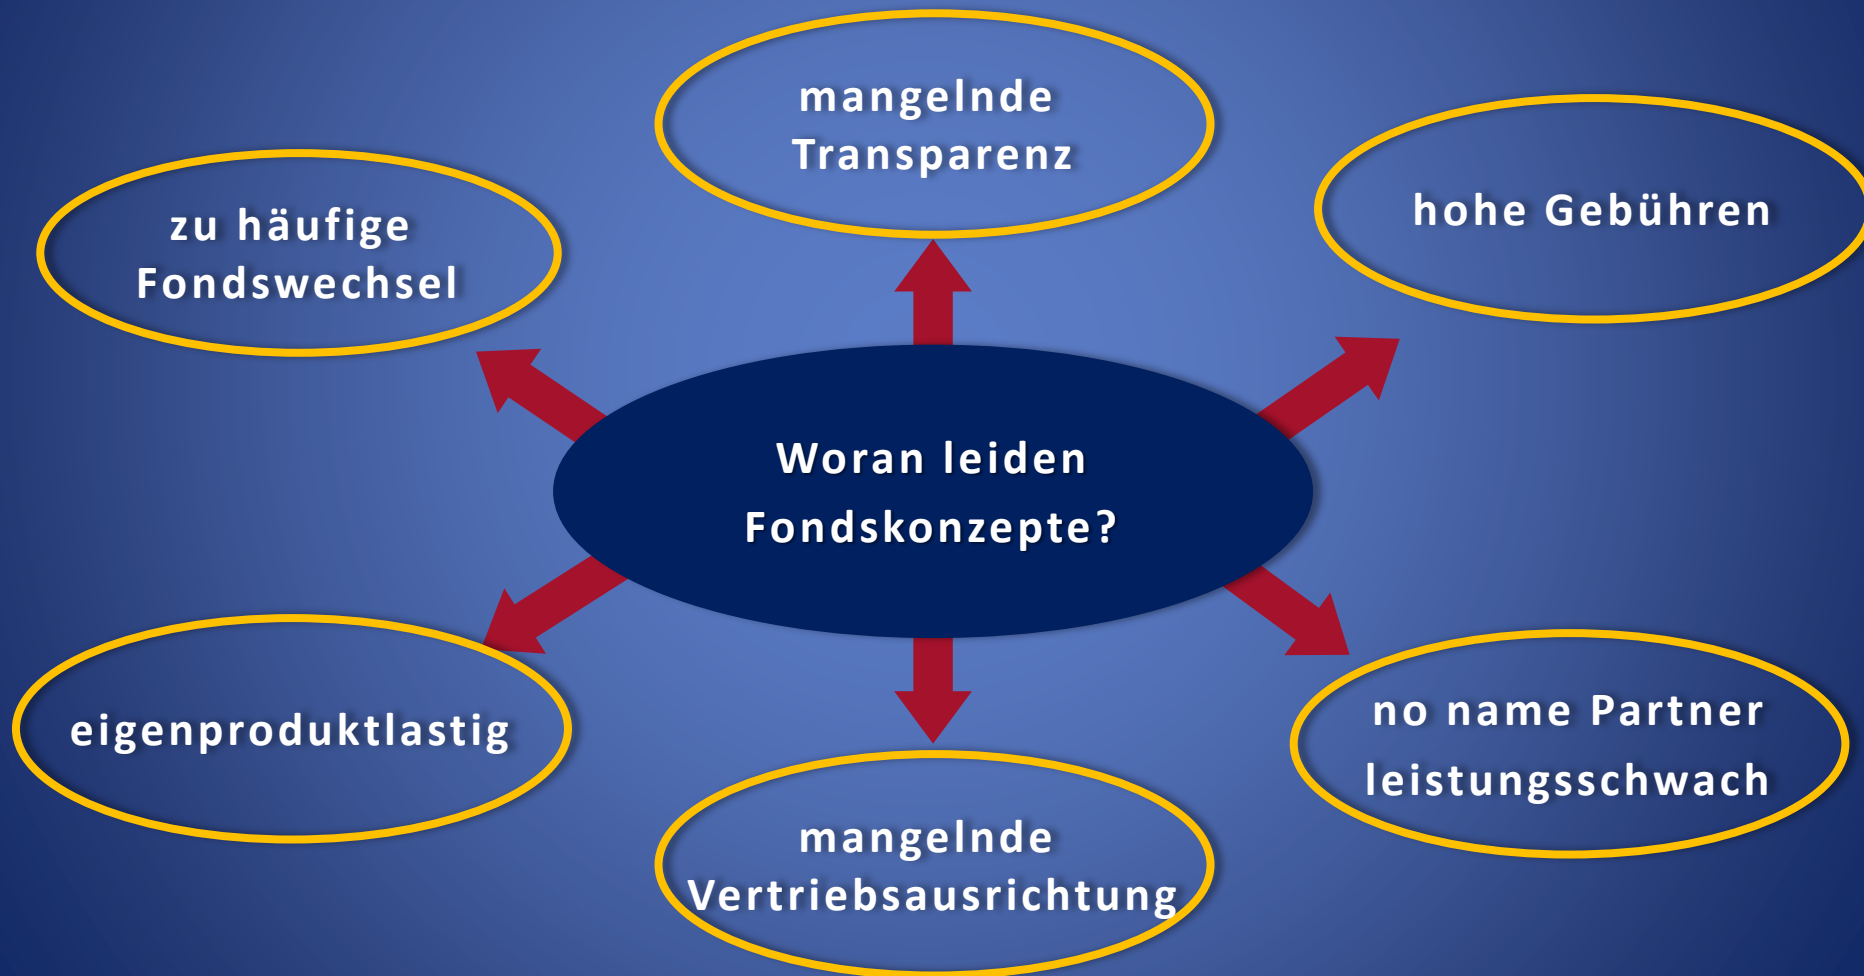 mangelnde
Transparenz
hohe Gebühren
zu häufige
Fondswechsel
Woran leiden
Fondskonzepte?
eigenproduktlastig
no name Partner
leistungsschwach
mangelnde
Vertriebsausrichtung